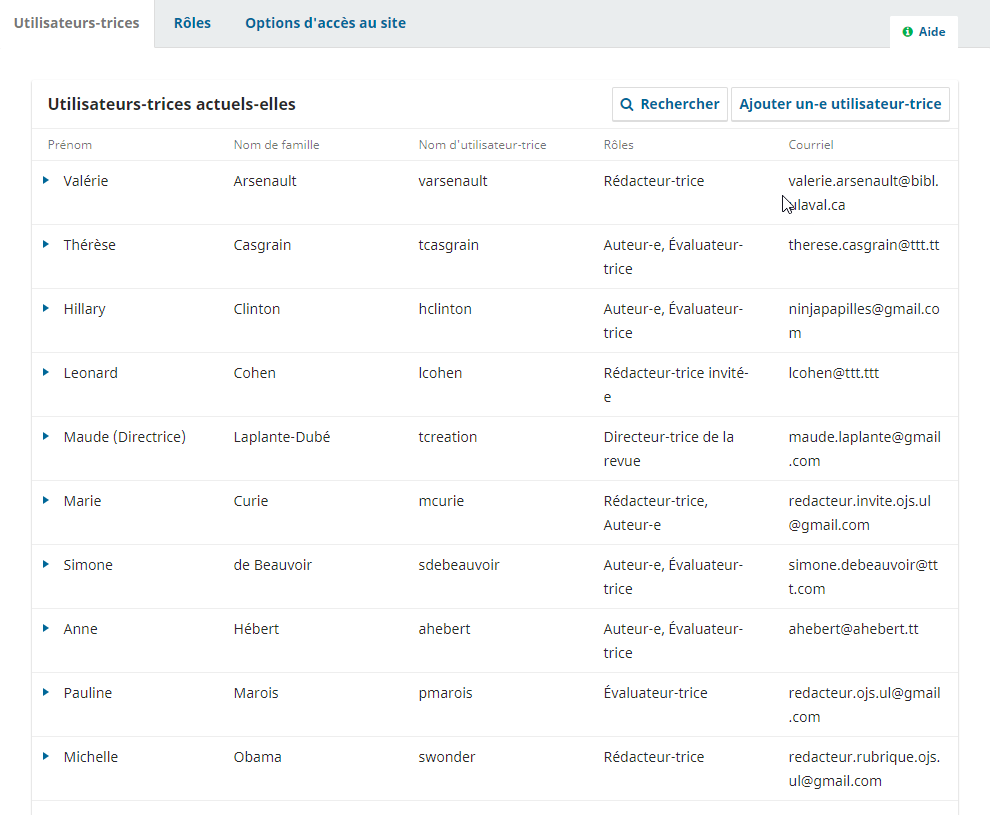 Utilisateurs-trices Rôles Options d'accès au site
Aide
Utilisateurs-trices actuels-elles Rechercher Ajouter un-e utilisateur-trice
Prénom Nom de famille Nom d'utilisateur-trice Rôles Courriel
Valérie Arsenault varsenault Rédacteur-trice valerie.arsenault@bibl.
ulaval.ca
Thérèse Casgrain tcasgrain Auteur-e, Évaluateur- therese.casgrain@ttt.tt
trice
Hillary Clinton hclinton Auteur-e, Évaluateur- ninjapapilles@gmail.co
trice m
Leonard Cohen lcohen Rédacteur-trice invité- lcohen@ttt.ttt
e
Maude (Directrice) Laplante-Dubé tcreation Directeur-trice de la maude.laplante@gmail
revue .com
Marie Curie mcurie Rédacteur-trice, redacteur.invite.ojs.ul
Auteur-e @gmail.com
Simone de Beauvoir sdebeauvoir Auteur-e, Évaluateur- simone.debeauvoir@tt
trice t.com
Anne Hébert ahebert Auteur-e, Évaluateur- ahebert@ahebert.tt
trice
Pauline Marois pmarois Évaluateur-trice redacteur.ojs.ul@gmail
.com
Michelle Obama swonder Rédacteur-trice redacteur.rubrique.ojs.
ul@gmail.com